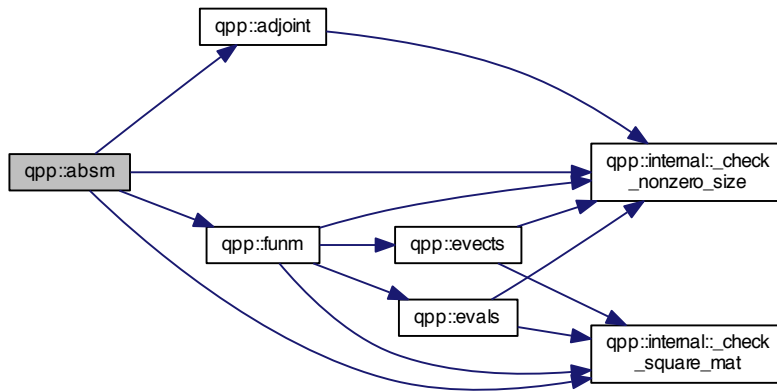 qpp::adjoint
qpp::absm
qpp::internal::_check
_nonzero_size
qpp::funm
qpp::evects
qpp::evals
qpp::internal::_check
_square_mat